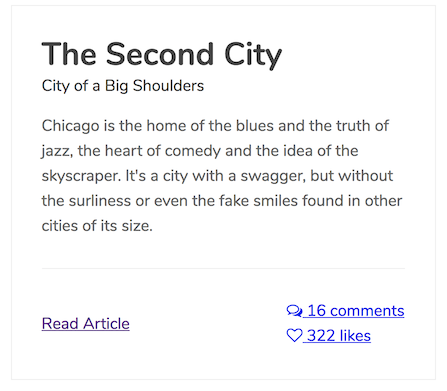 The Second City
City of a Big Shoulders
Chicago is the home of the blues and the truth of
jazz, the heart of comedy and the idea of the
skyscraper. It's a city with a swagger, but without
the surliness or even the fake smiles found in other
cities of its size.
Read Article
16 comments
322 likes